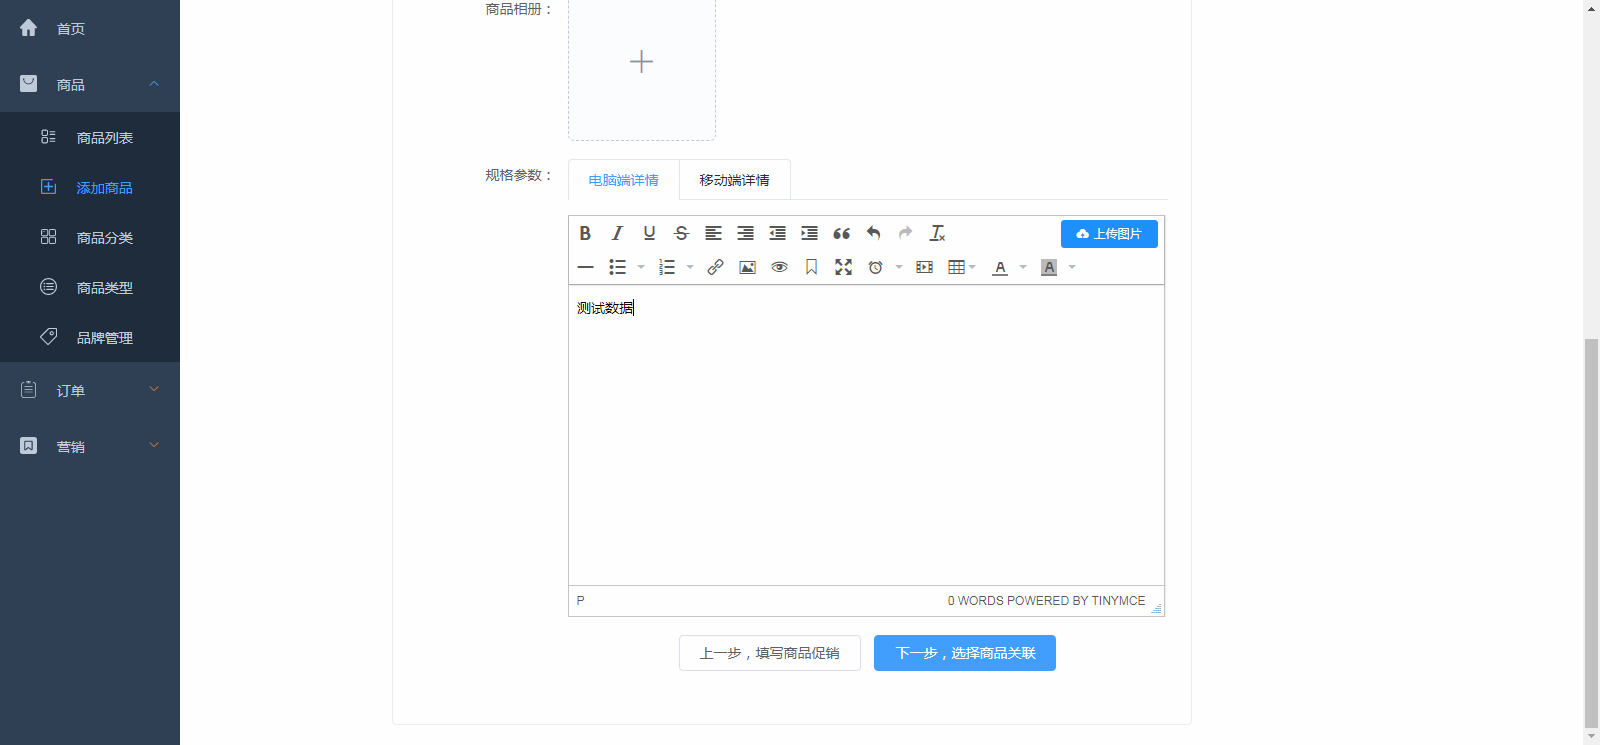 首页
商品
商品列表
添加商品
商品分类
商品类型
品牌管理
订单
营销
商品相册：
规格参数：
电脑端详情 移动端详情
上传图片
测试数据
P 0 WORDS POWERED BY TINYMCE
上一步，填写商品促销 下一步，选择商品关联